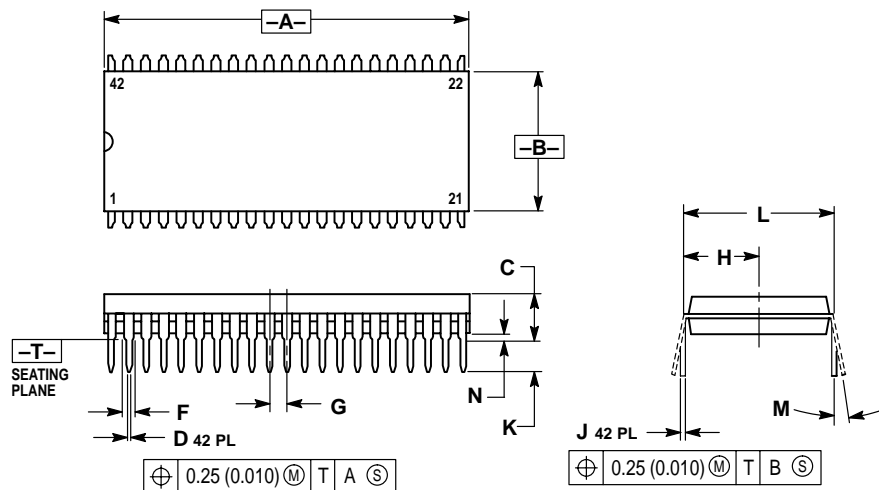 –A–
42 22
–B–
1 21
L
H
C
–T–
SEATING
PLANE
N
F
G
K
M
D 42 PL
J 42 PL
⌖ 0.25 (0.010) Ⓜ T A Ⓢ
⌖ 0.25 (0.010) Ⓜ T B Ⓢ